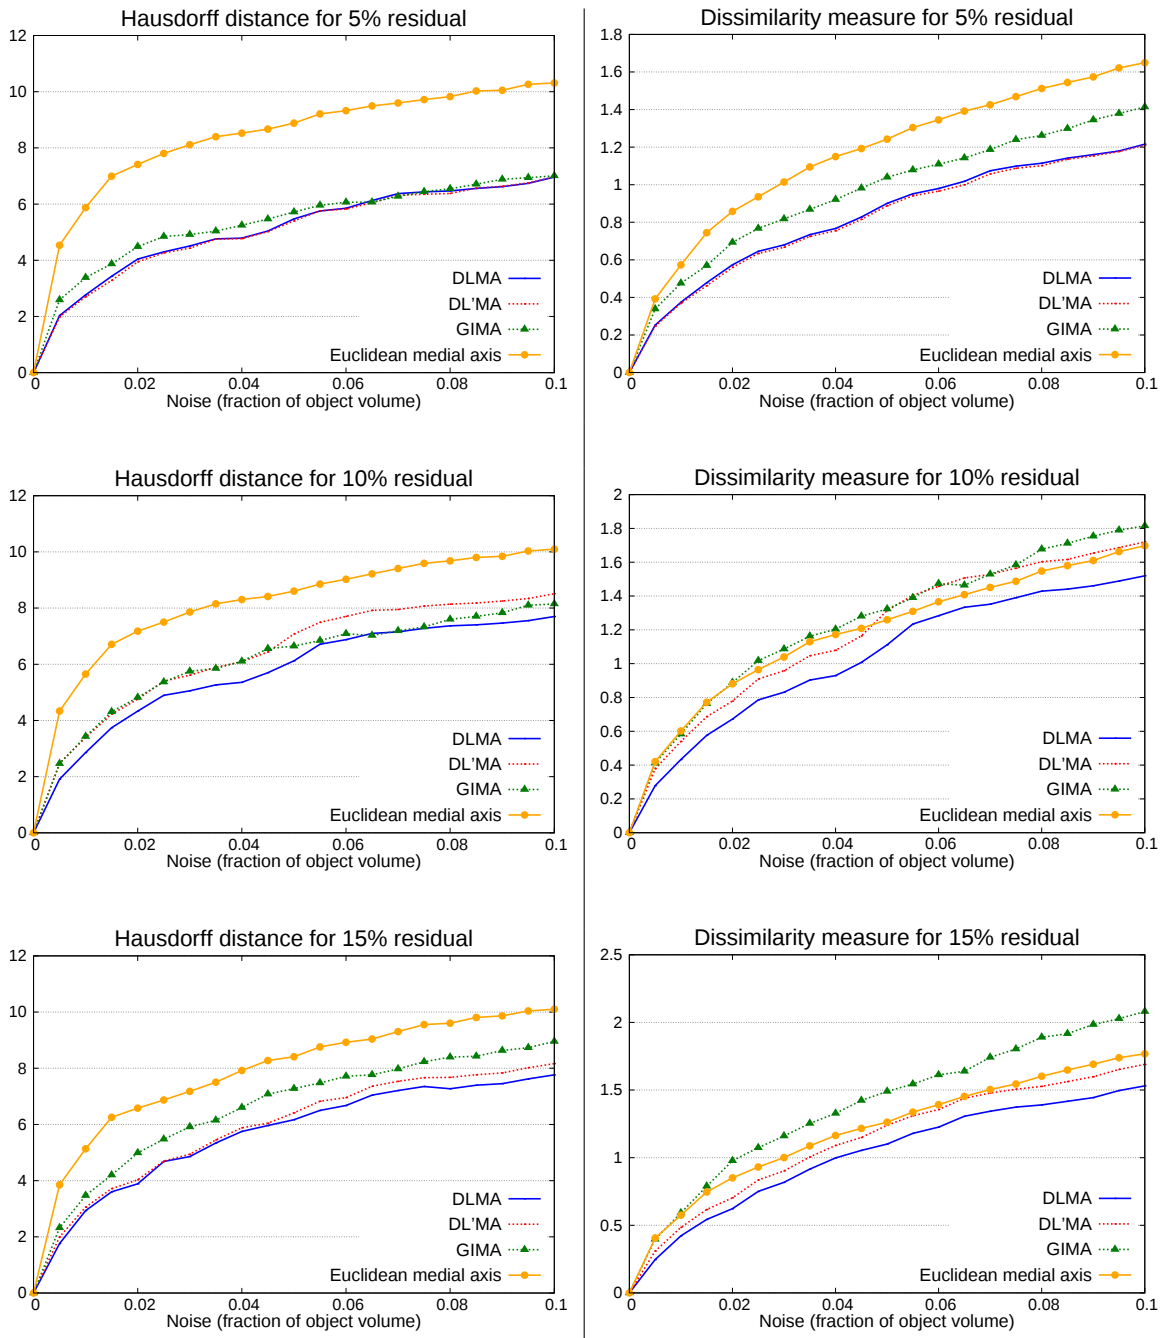 Hausdorff distance for 5% residual
12
10
8
6
4
2
0
0 0.02 0.04 0.06 0.08 0.1
Noise (fraction of object volume)
DLMA
DL'MA
GIMA
Euclidean medial axis
Dissimilarity measure for 5% residual
1.8
1.6
1.4
1.2
1
0.8
0.6
0.4
0.2
0
0 0.02 0.04 0.06 0.08 0.1
Noise (fraction of object volume)
DLMA
DL'MA
GIMA
Euclidean medial axis
Hausdorff distance for 10% residual
12
10
8
6
4
2
0
0 0.02 0.04 0.06 0.08 0.1
Noise (fraction of object volume)
DLMA
DL'MA
GIMA
Euclidean medial axis
Dissimilarity measure for 10% residual
2
1.8
1.6
1.4
1.2
1
0.8
0.6
0.4
0.2
0
0 0.02 0.04 0.06 0.08 0.1
Noise (fraction of object volume)
DLMA
DL'MA
GIMA
Euclidean medial axis
Hausdorff distance for 15% residual
12
10
8
6
4
2
0
0 0.02 0.04 0.06 0.08 0.1
Noise (fraction of object volume)
DLMA
DL'MA
GIMA
Euclidean medial axis
Dissimilarity measure for 15% residual
2.5
2
1.5
1
0.5
0
0 0.02 0.04 0.06 0.08 0.1
Noise (fraction of object volume)
DLMA
DL'MA
GIMA
Euclidean medial axis